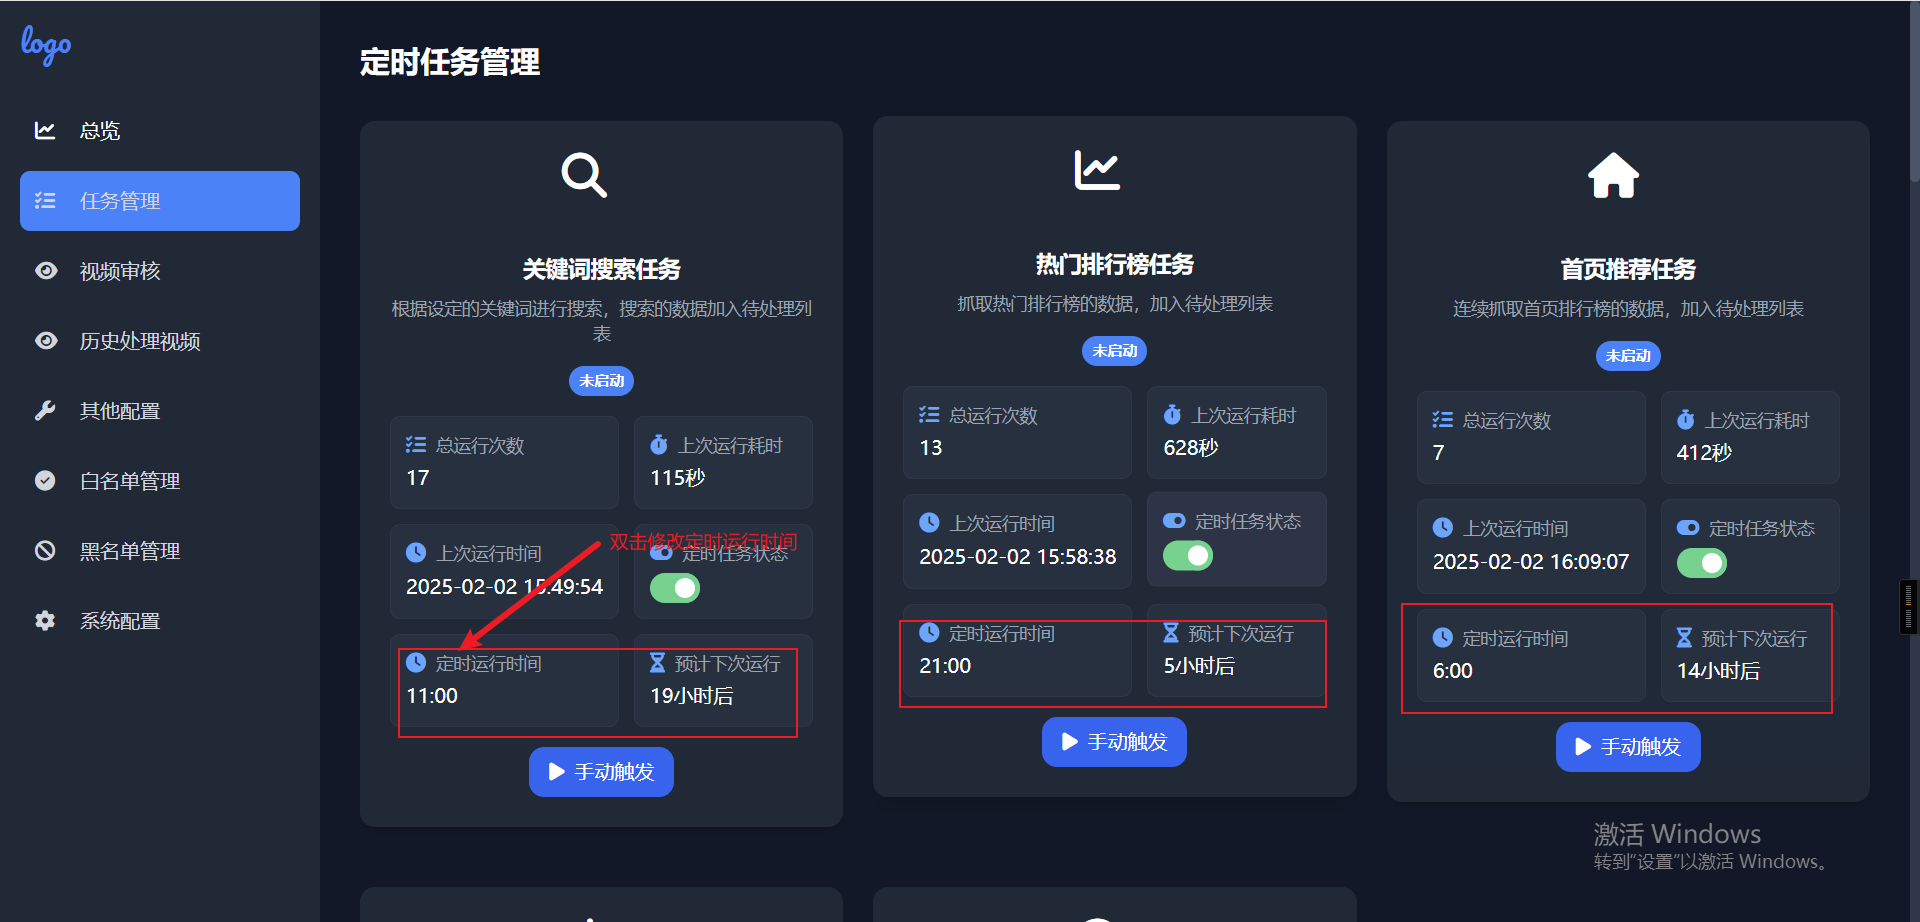 logo
总览
任务管理
视频审核
历史处理视频
其他配置
白名单管理
黑名单管理
系统配置
定时任务管理
关键词搜索任务
根据设定的关键词进行搜索，搜索的数据加入待处理列
表
未启动
总运行次数
17
上次运行耗时
115秒
上次运行时间
2025-02-02 15:49:54
双击修改定时运行时间
定时任务状态
定时运行时间
11:00
预计下次运行
19小时后
手动触发
热门排行榜任务
抓取热门排行榜的数据，加入待处理列表
未启动
总运行次数
13
上次运行耗时
628秒
上次运行时间
2025-02-02 15:58:38
定时任务状态
定时运行时间
21:00
预计下次运行
5小时后
手动触发
首页推荐任务
连续抓取首页排行榜的数据，加入待处理列表
未启动
总运行次数
7
上次运行耗时
412秒
上次运行时间
2025-02-02 16:09:07
定时任务状态
定时运行时间
6:00
预计下次运行
14小时后
手动触发
激活 Windows
转到“设置”以激活 Windows。